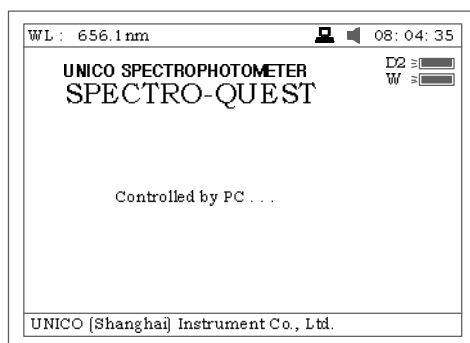 WL: 656.1nm 08:04:35
UNICO SPECTROPHOTOMETER D2
SPECTRO-QUEST W
Controlled by PC...
UNICO (Shanghai) Instrument Co., Ltd.